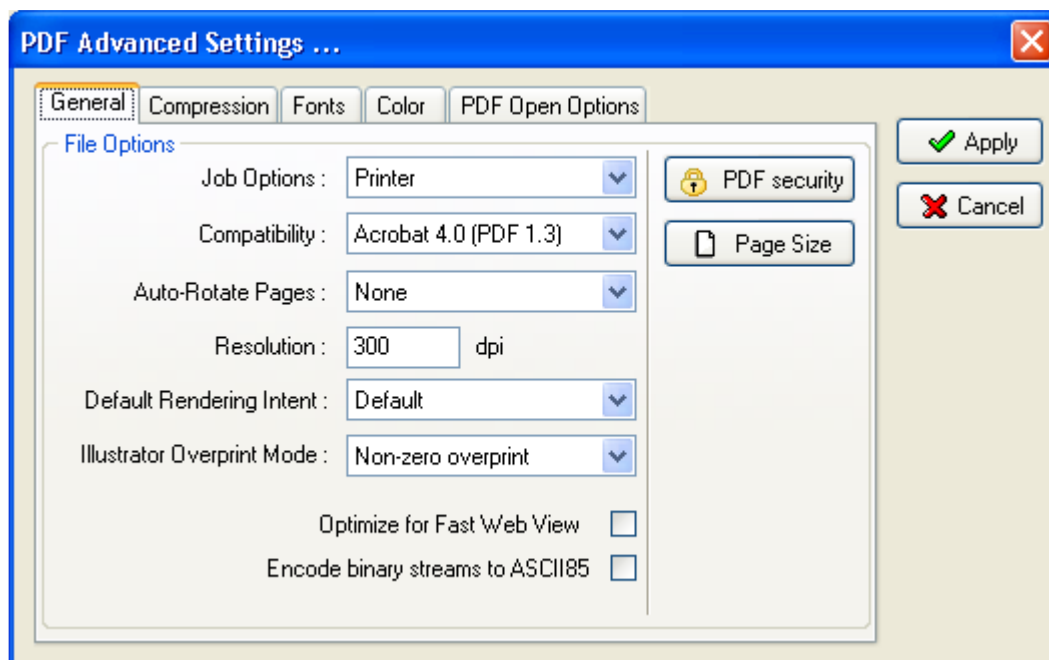 PDF Advanced Settings ...
General Compression Fonts Color PDF Open Options
File Options
Job Options : Printer
Compatibility : Acrobat 4.0 (PDF 1.3)
Auto-Rotate Pages : None
Resolution : 300 dpi
Default Rendering Intent : Default
Illustrator Overprint Mode : Non-zero overprint
Optimize for Fast Web View
Encode binary streams to ASCII85
PDF security
Page Size
Apply
Cancel